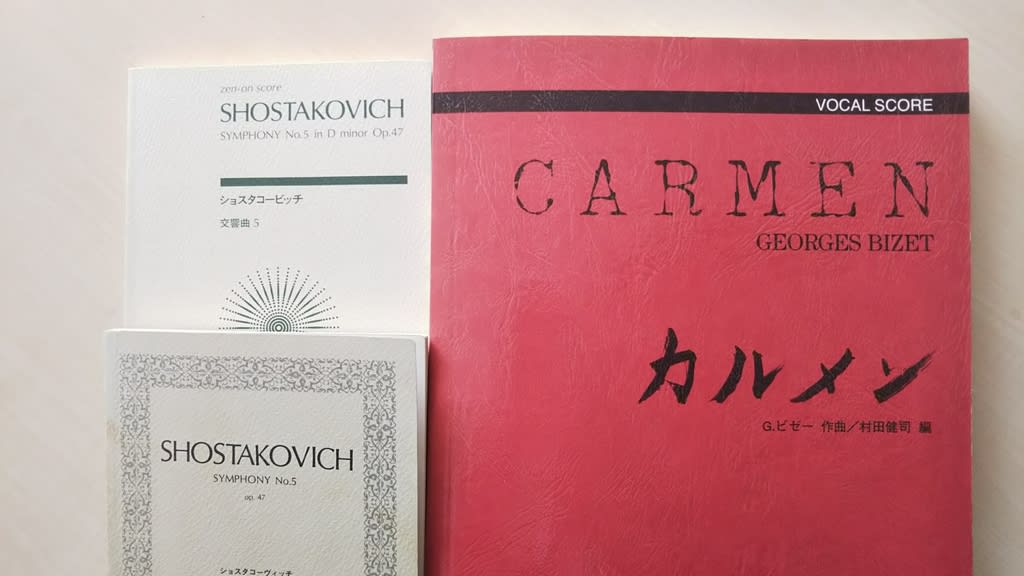 zen-on score
SHOSTAKOVICH
SYMPHONY No.5 in D minor Op.47
ショスタコービッチ
交響曲 5
SHOSTAKOVICH
SYMPHONY No.5
op. 47
ショスタコーヴィッチ
VOCAL SCORE
CARMEN
GEORGES BIZET
カルメン
G.ビゼー 作曲／村田健司 編